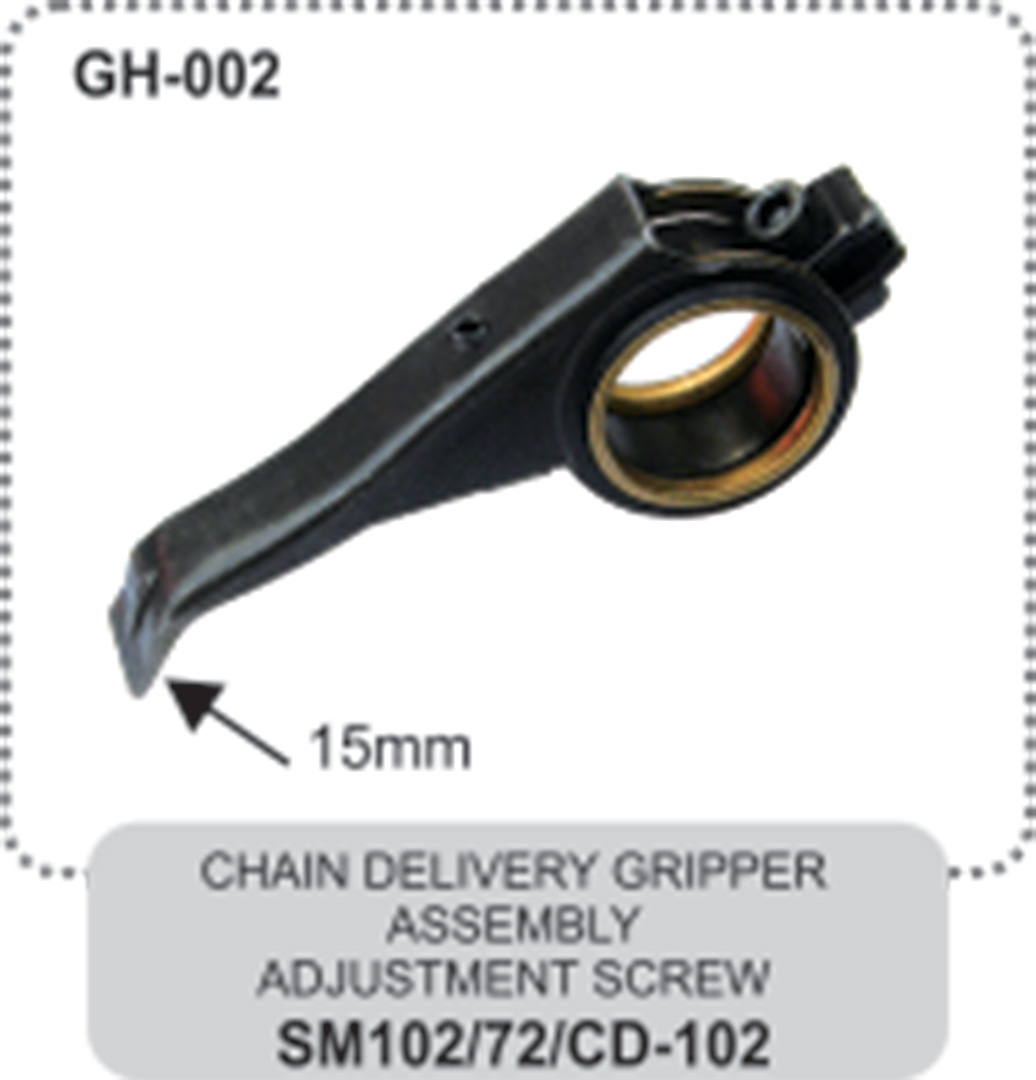 GH-002
15mm
CHAIN DELIVERY GRIPPER
ASSEMBLY
ADJUSTMENT SCREW
SM102/72/CD-102